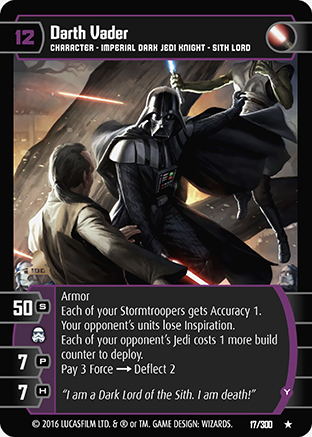 12 Darth Vader
CHARACTER - IMPERIAL DARK JEDI KNIGHT - SITH LORD
50 S
7 P
7 H
Armor
Each of your Stormtroopers gets Accuracy 1.
Your opponent's units lose Inspiration.
Each of your opponent's Jedi costs 1 more build
counter to deploy.
Pay 3 Force → Deflect 2
"I am a Dark Lord of the Sith. I am death!"
Y
© 2016 LUCASFILM LTD. & ® or TM. GAME DESIGN: WIZARDS. 17/300 ★